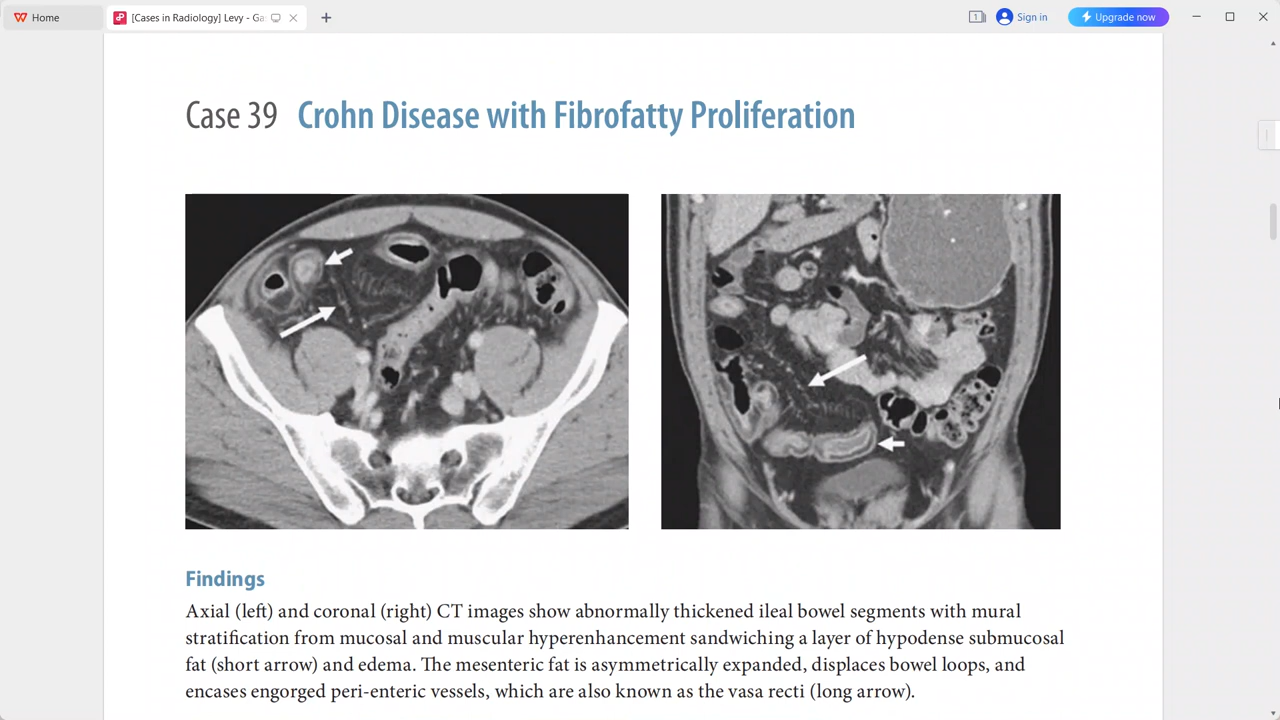 Home
[Cases in Radiology] Levy - Ga
1
Sign in
Upgrade now
Case 39 Crohn Disease with Fibrofatty Proliferation
Findings
Axial (left) and coronal (right) CT images show abnormally thickened ileal bowel segments with mural
stratification from mucosal and muscular hyperenhancement sandwiching a layer of hypodense submucosal
fat (short arrow) and edema. The mesenteric fat is asymmetrically expanded, displaces bowel loops, and
encases engorged peri-enteric vessels, which are also known as the vasa recti (long arrow).